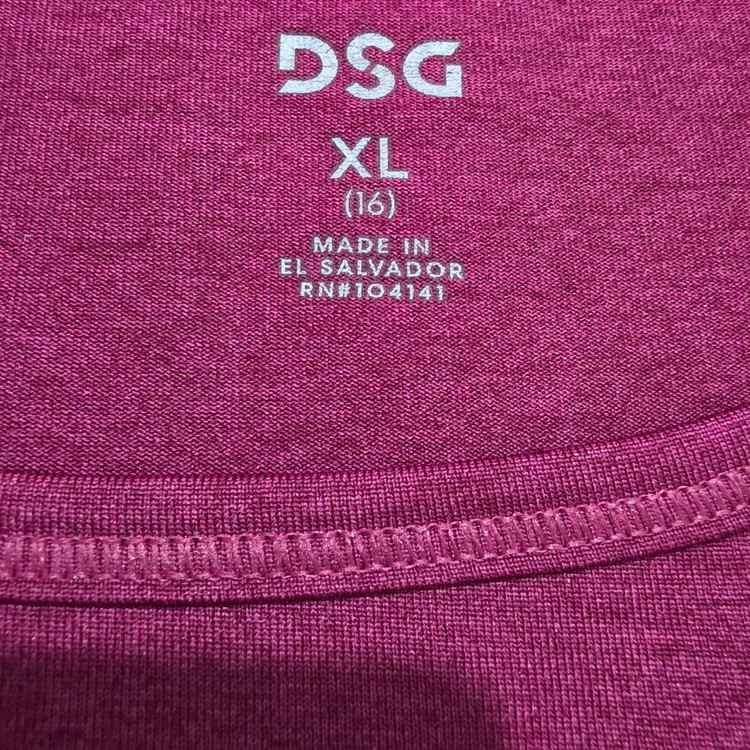 DSG
XL
(16)
MADE IN
EL SALVADOR
RN#104141